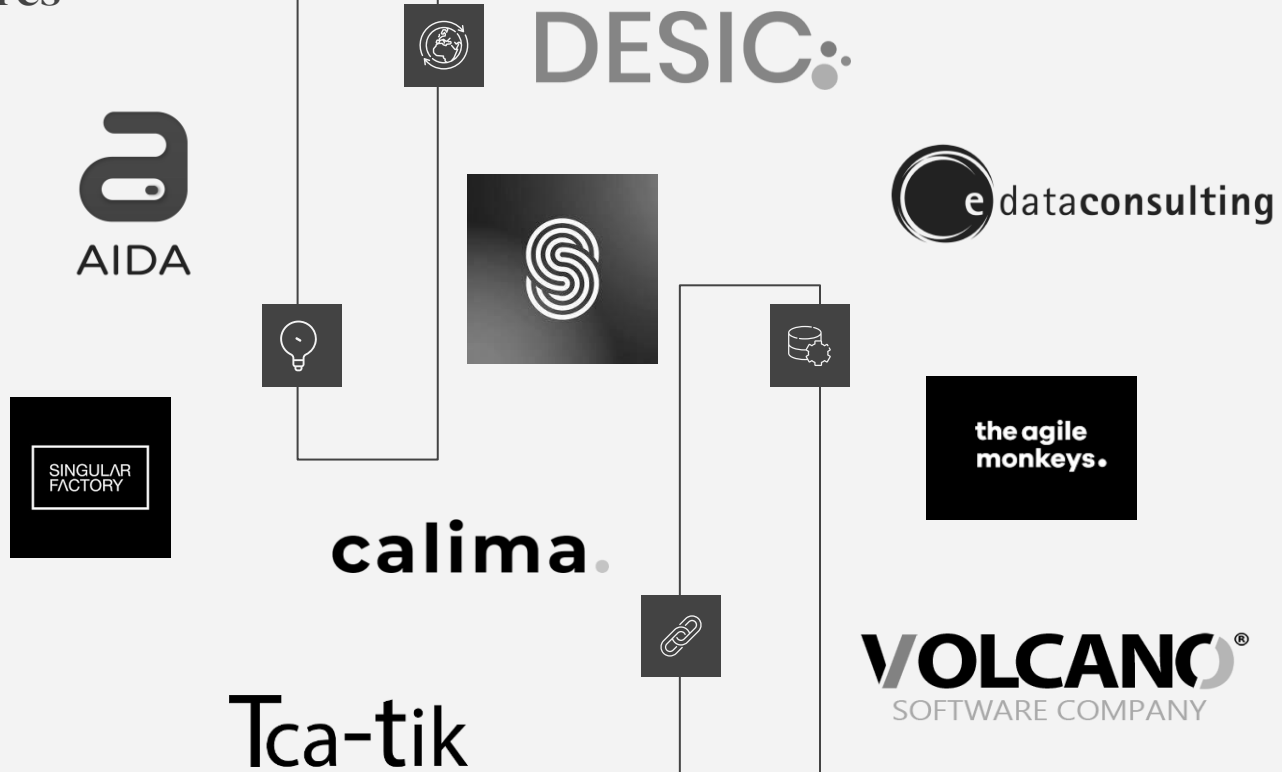 DESIC
AIDA
e dataconsulting
SINGULAR
FACTORY
the agile
monkeys.
calima.
VOLCANO®
SOFTWARE COMPANY
Tca-tik